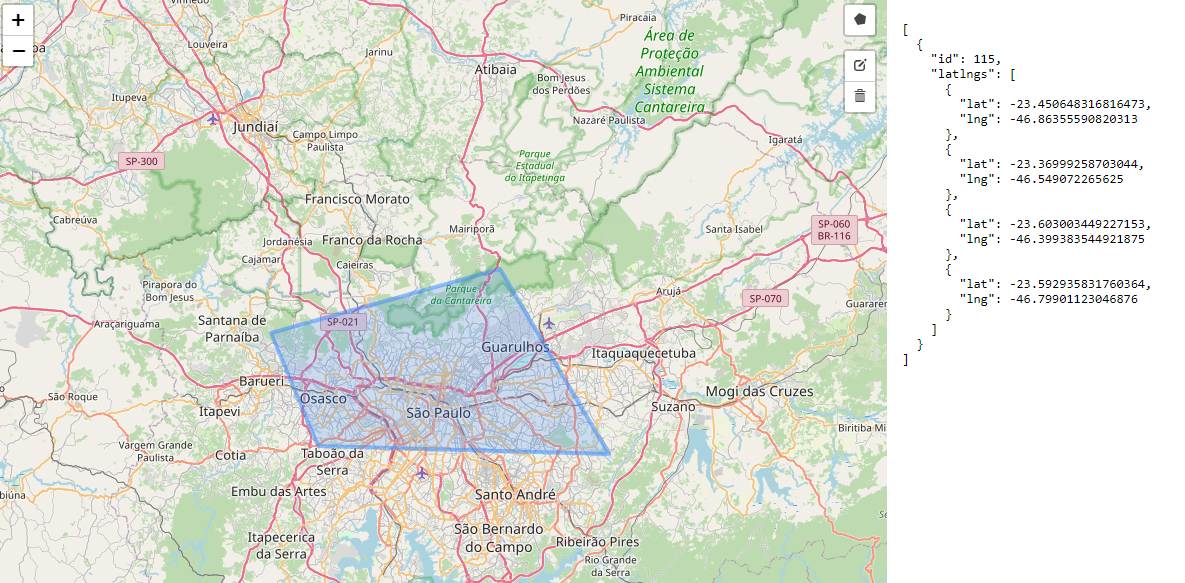 Piracaia
Louveira
Jarinu
Área de
Proteção
Ambiental
Sistema
Cantareira
Atibaia
Bom Jesus
dos Perdões
Itupeva
Nazaré Paulista
Jundiaí
Campo Limpo
Paulista
Igaratá
SP-300
Parque
Estadual
do Itapetinga
Francisco Morato
Cabreúva
Mairiporã
Santa Isabel
SP-060
BR-116
Jordanésia
Franco da Rocha
Cajamar
Caieiras
Pirapora do
Bom Jesus
Parque
da Cantareira
Arujá
SP-070
Guararer
Araçariguama
Santana de
Parnaíba
SP-021
Guarulhos
Itaquaquecetuba
Barueri
São Roque
Osasco
Mogi das Cruzes
Itapevi
São Paulo
Suzano
Biritiba Mi
Vargem Grande
Paulista
Cotia
Taboão da
Serra
Embu das Artes
Santo André
biúna
São Bernardo
do Campo
Itapecerica
da Serra
Ribeirão Pires
Rio Grande
da Serra
+
−
[
{
"id": 115,
"latlngs": [
{
"lat": -23.450648316816473,
"lng": -46.86355590820313
},
{
"lat": -23.36999258703044,
"lng": -46.549072265625
},
{
"lat": -23.603003449227153,
"lng": -46.399383544921875
},
{
"lat": -23.592935831760364,
"lng": -46.79901123046876
}
]
}
]